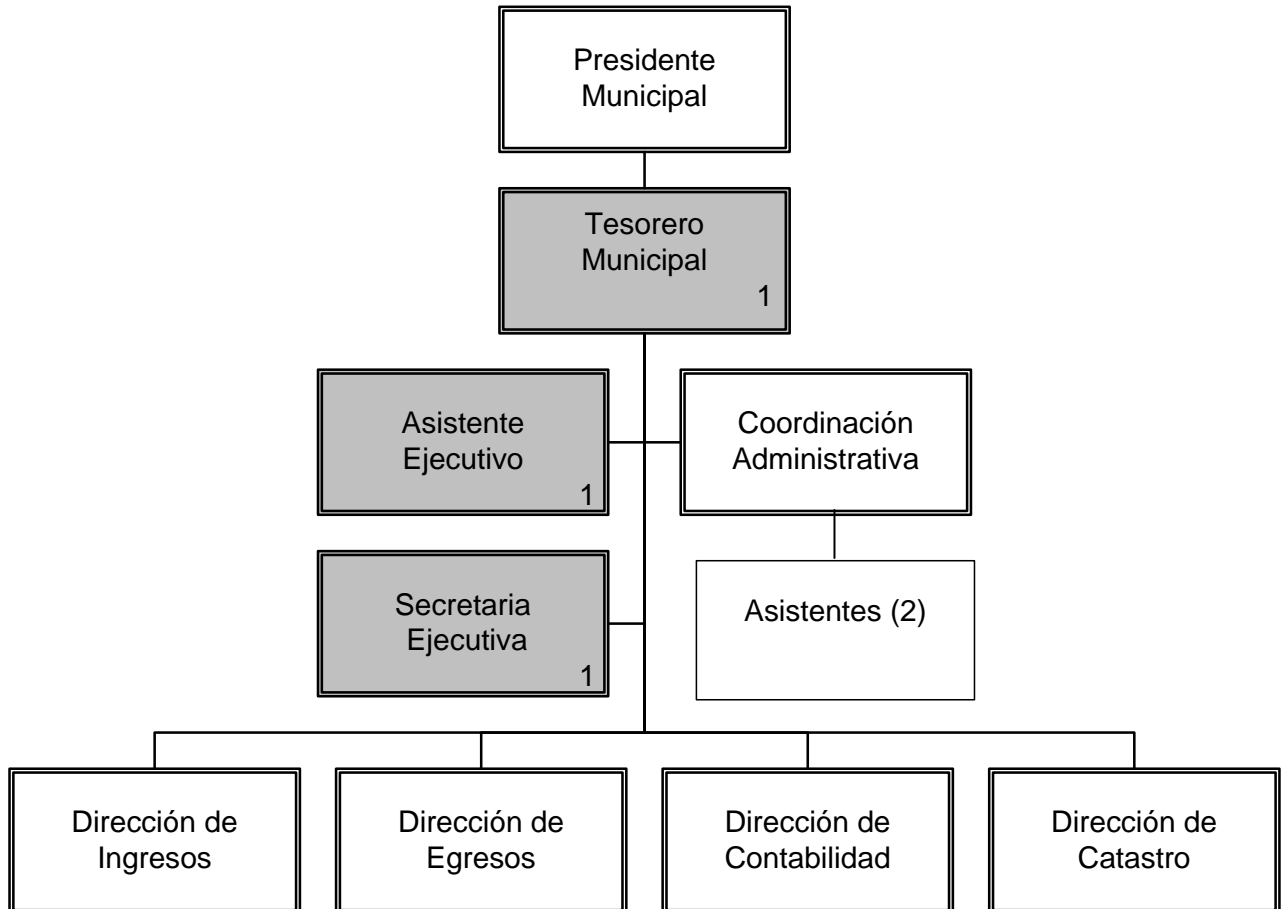 Presidente
Municipal
Tesorero
Municipal
1
Asistente
Ejecutivo
1
Coordinación
Administrativa
Secretaria
Ejecutiva
1
Asistentes (2)
Dirección de
Ingresos
Dirección de
Egresos
Dirección de
Contabilidad
Dirección de
Catastro